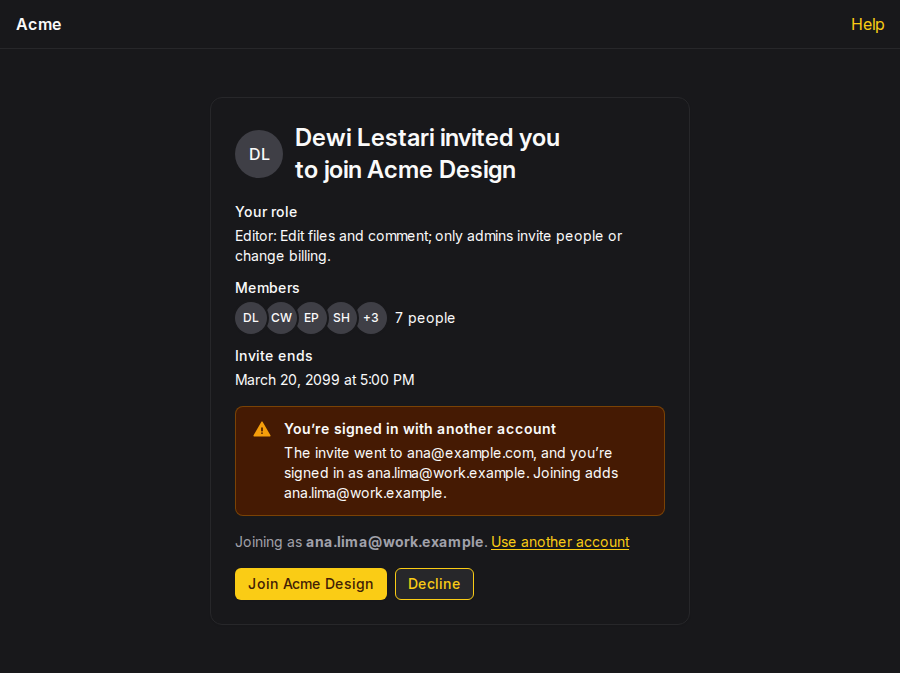 Acme
Help
DL
Dewi Lestari invited you
to join Acme Design
Your role
Editor: Edit files and comment; only admins invite people or
change billing.
Members
DL CW EP SH +3 7 people
Invite ends
March 20, 2099 at 5:00 PM
You’re signed in with another account
The invite went to ana@example.com, and you’re
signed in as ana.lima@work.example. Joining adds
ana.lima@work.example.
Joining as ana.lima@work.example. Use another account
Join Acme Design
Decline